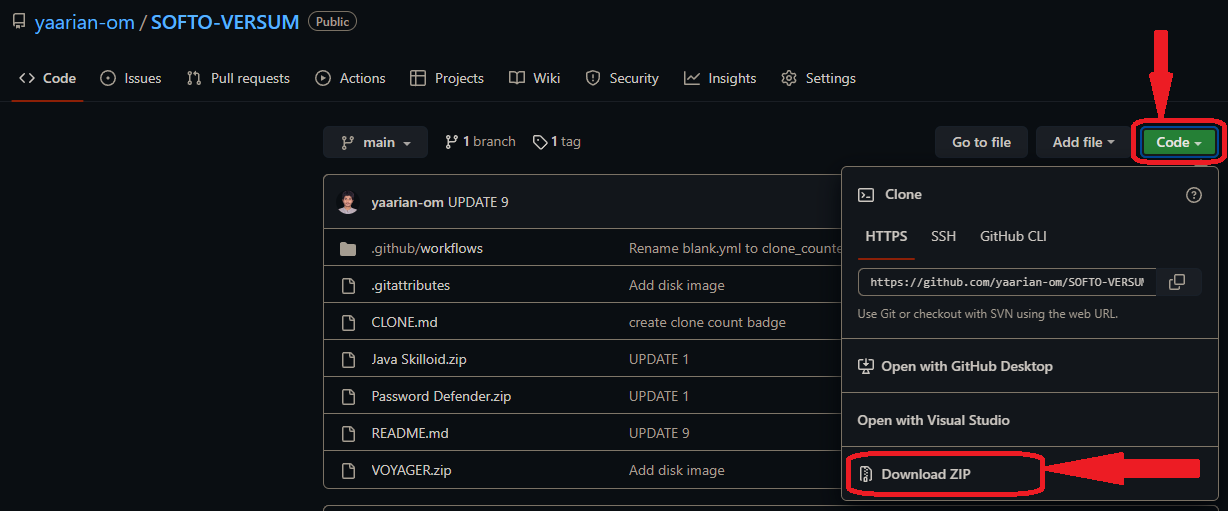 yaarian-om / SOFTO-VERSUM Public
Code Issues Pull requests Actions Projects Wiki Security Insights Settings
main 1 branch 1 tag Go to file Add file Code
yaarian-om UPDATE 9
.github/workflows Rename blank.yml to clone_counte
.gitattributes Add disk image
CLONE.md create clone count badge
Java Skilloid.zip UPDATE 1
Password Defender.zip UPDATE 1
README.md UPDATE 9
VOYAGER.zip Add disk image
Clone
HTTPS SSH GitHub CLI
https://github.com/yaarian-om/SOFTO-VERSUM
Use Git or checkout with SVN using the web URL.
Open with GitHub Desktop
Open with Visual Studio
Download ZIP